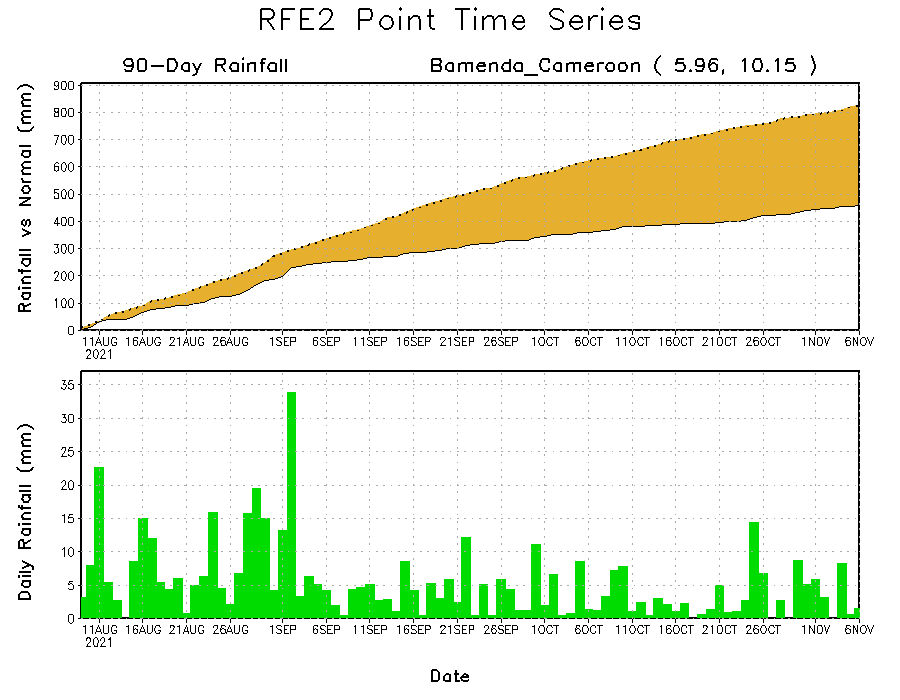 RFE2 Point Time Series
90-Day Rainfall
Bamenda_Cameroon ( 5.96, 10.15 )
Rainfall vs Normal (mm)
900
800
700
600
500
400
300
200
100
0
11AUG 16AUG 21AUG 26AUG 1SEP 6SEP 11SEP 16SEP 21SEP 26SEP 1OCT 6OCT 11OCT 16OCT 21OCT 26OCT 1NOV 6NOV
2021
Daily Rainfall (mm)
35
30
25
20
15
10
5
0
11AUG 16AUG 21AUG 26AUG 1SEP 6SEP 11SEP 16SEP 21SEP 26SEP 1OCT 6OCT 11OCT 16OCT 21OCT 26OCT 1NOV 6NOV
2021
Date